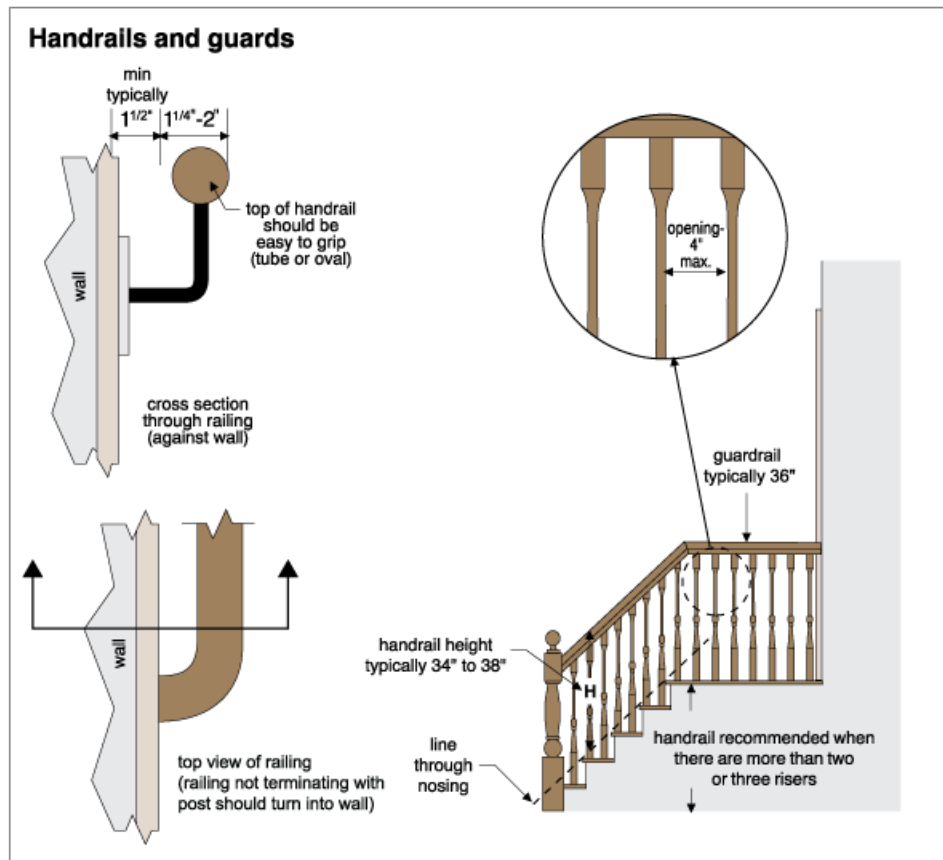 Handrails and guards
min
typically
1 1/2" 1 1/4"-2"
top of handrail
should be
easy to grip
(tube or oval)
wall
cross section
through railing
(against wall)
opening-
4"
max.
guardrail
typically 36"
handrail height
typically 34" to 38"
H
wall
line
through
nosing
handrail recommended when
there are more than two
or three risers
top view of railing
(railing not terminating with
post should turn into wall)